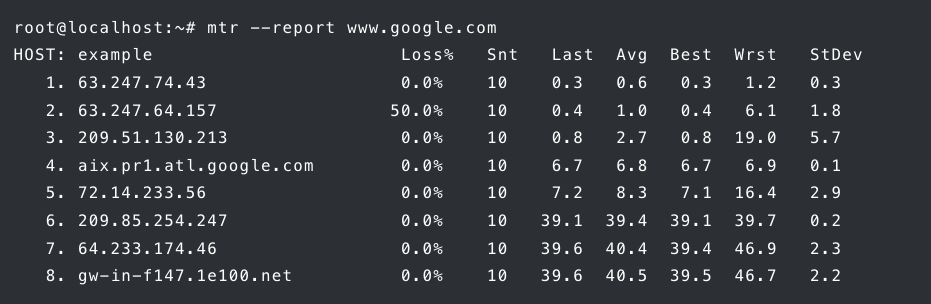 root@localhost:~# mtr --report www.google.com
HOST: example                  Loss%   Snt   Last  Avg  Best  Wrst   StDev
   1. 63.247.74.43              0.0%    10    0.3   0.6   0.3   1.2   0.3
   2. 63.247.64.157            50.0%    10    0.4   1.0   0.4   6.1   1.8
   3. 209.51.130.213            0.0%    10    0.8   2.7   0.8  19.0   5.7
   4. aix.pr1.atl.google.com    0.0%    10    6.7   6.8   6.7   6.9   0.1
   5. 72.14.233.56              0.0%    10    7.2   8.3   7.1  16.4   2.9
   6. 209.85.254.247            0.0%    10   39.1  39.4  39.1  39.7   0.2
   7. 64.233.174.46             0.0%    10   39.6  40.4  39.4  46.9   2.3
   8. gw-in-f147.1e100.net      0.0%    10   39.6  40.5  39.5  46.7   2.2